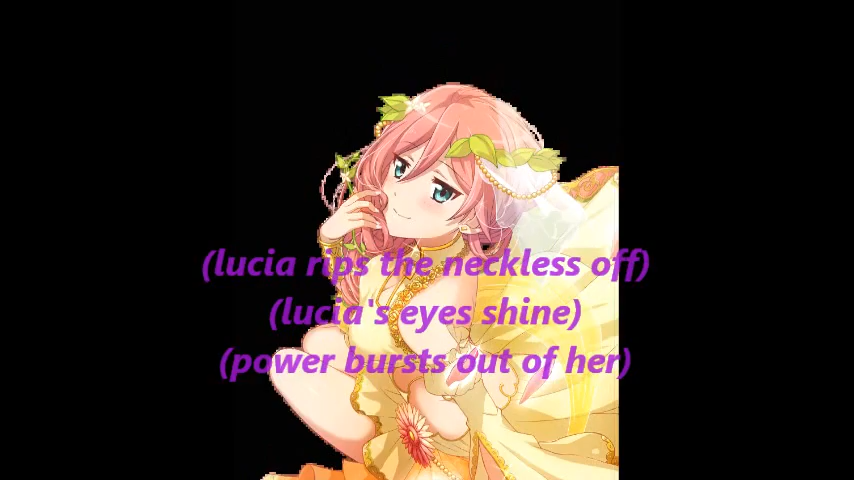 (lucia rips the neckless off)
(lucia's eyes shine)
(power bursts out of her)